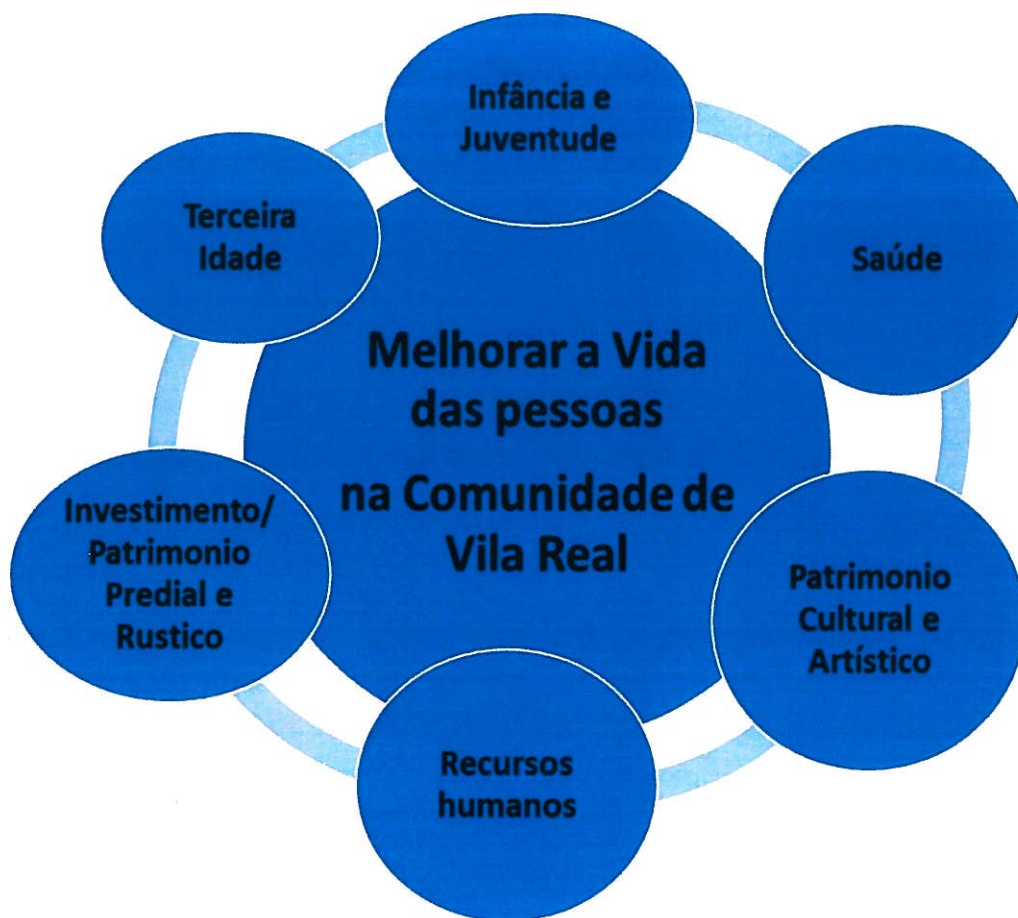 Infância e
Juventude
Saúde
Patrimonio
Cultural e
Artístico
Recursos
humanos
Investimento/
Patrimonio
Predial e
Rustico
Terceira
Idade
Melhorar a Vida
das pessoas
na Comunidade de
Vila Real